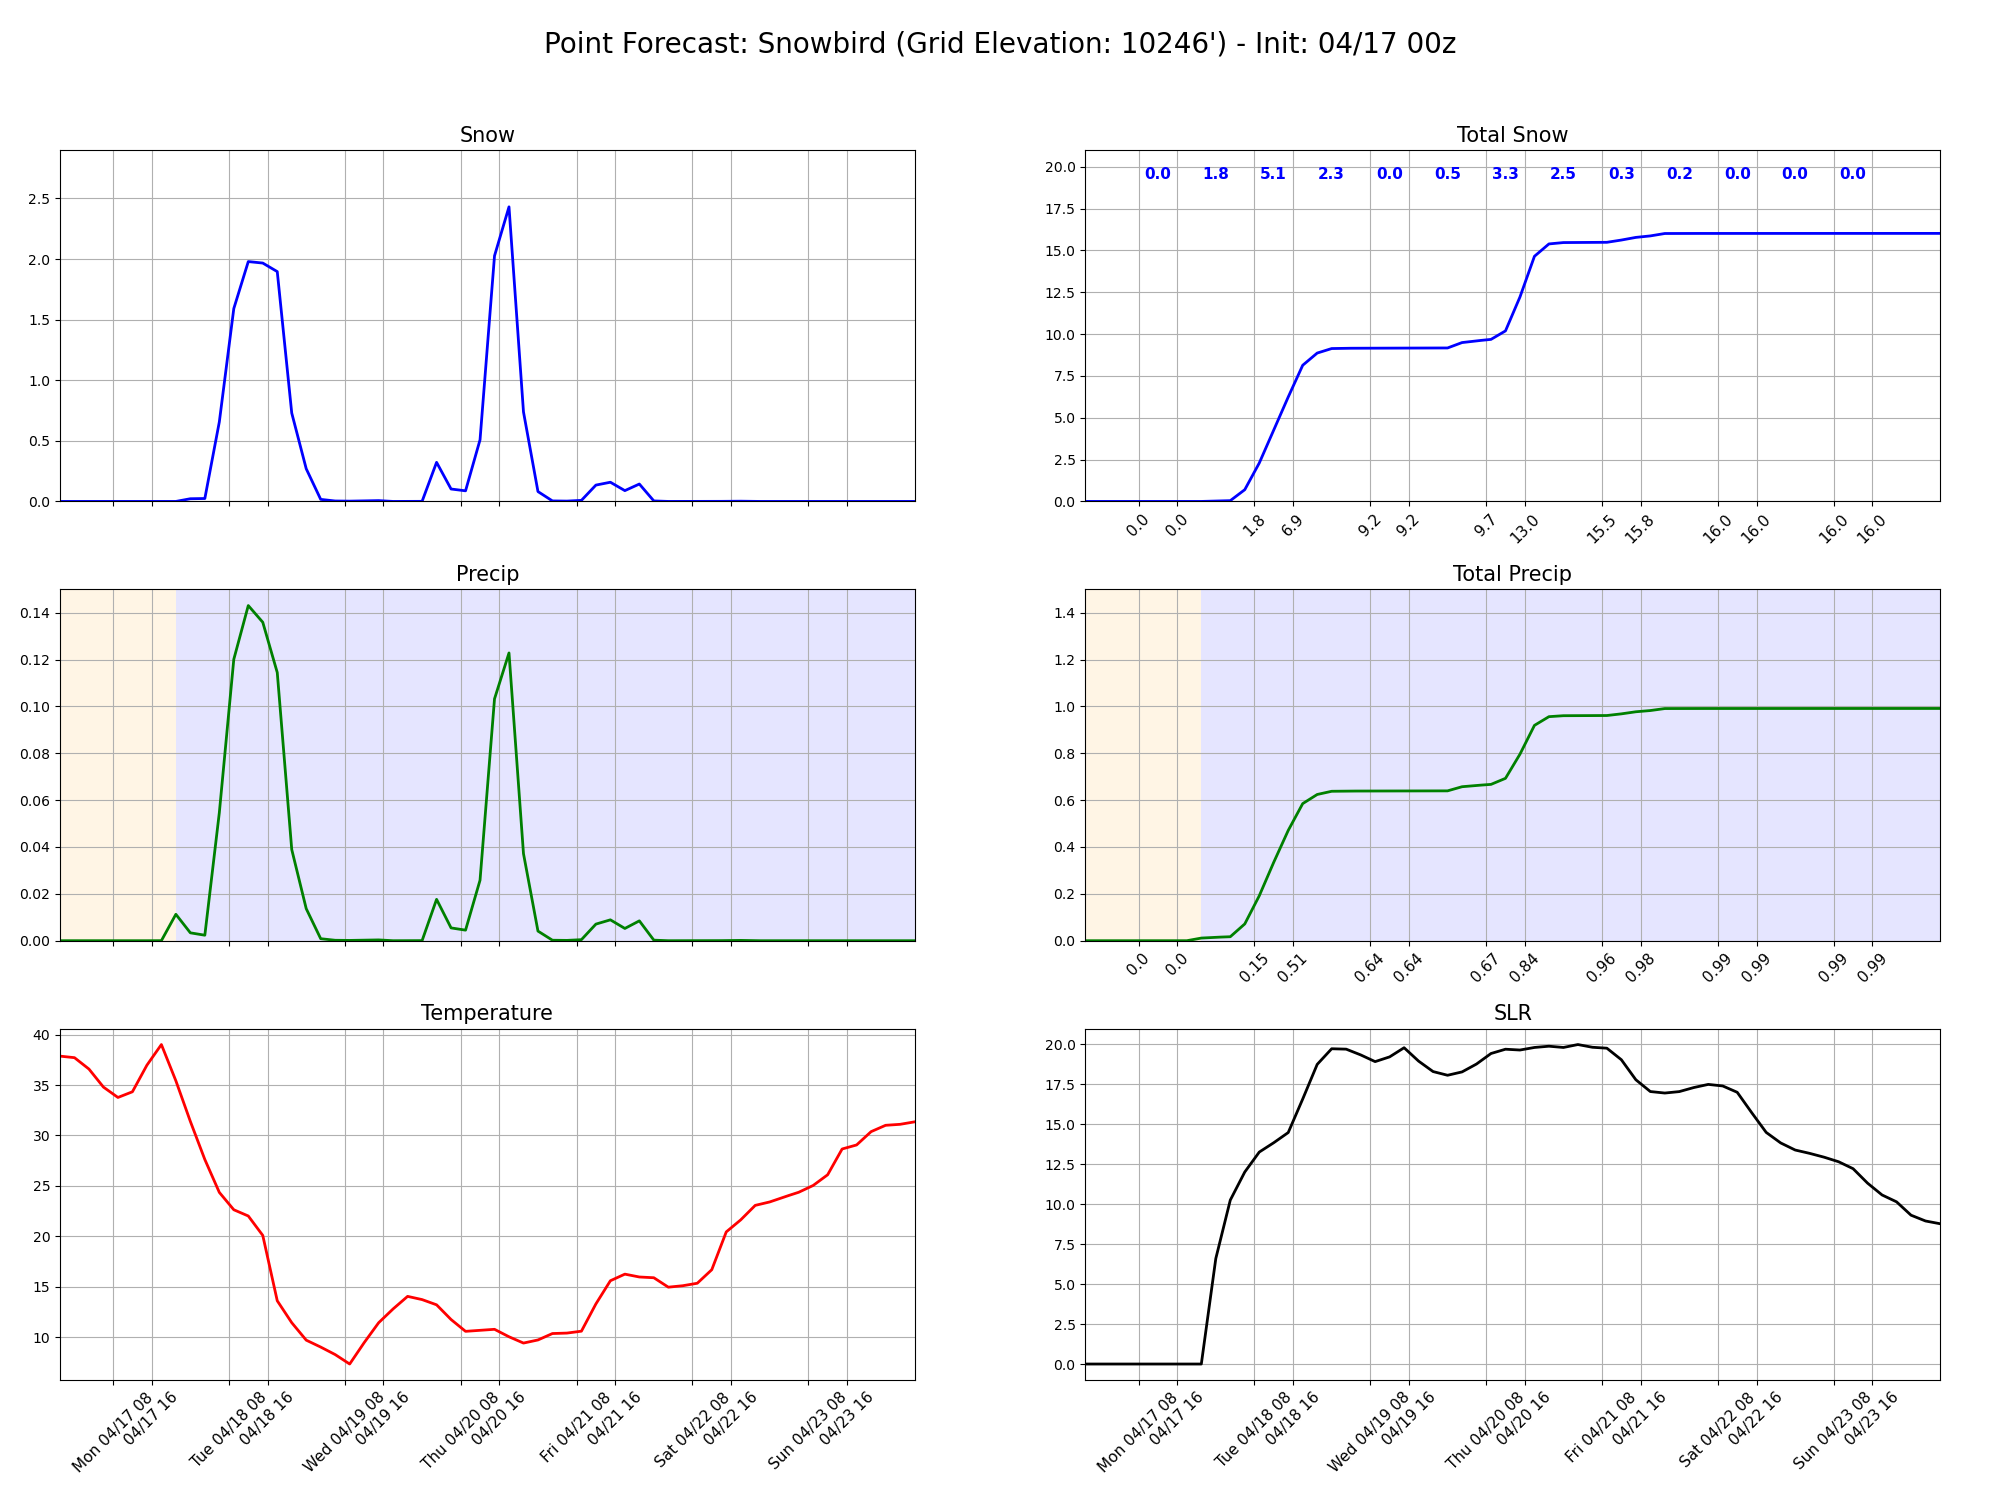 Point Forecast: Snowbird (Grid Elevation: 10246') - Init: 04/17 00z
Snow
2.5
2.0
1.5
1.0
0.5
0.0
Total Snow
20.0
17.5
15.0
12.5
10.0
7.5
5.0
2.5
0.0
0.0 1.8 5.1 2.3 0.0 0.5 3.3 2.5 0.3 0.2 0.0 0.0 0.0
0.0 0.0 1.8 6.9 9.2 9.2 9.7 13.0 15.5 15.8 16.0 16.0 16.0 16.0
Precip
0.14
0.12
0.10
0.08
0.06
0.04
0.02
0.00
Total Precip
1.4
1.2
1.0
0.8
0.6
0.4
0.2
0.0
0.0 0.0 0.15 0.51 0.64 0.64 0.67 0.84 0.96 0.98 0.99 0.99 0.99 0.99
Temperature
40
35
30
25
20
15
10
Mon 04/17 08
04/17 16
Tue 04/18 08
04/18 16
Wed 04/19 08
04/19 16
Thu 04/20 08
04/20 16
Fri 04/21 08
04/21 16
Sat 04/22 08
04/22 16
Sun 04/23 08
04/23 16
SLR
20.0
17.5
15.0
12.5
10.0
7.5
5.0
2.5
0.0
Mon 04/17 08
04/17 16
Tue 04/18 08
04/18 16
Wed 04/19 08
04/19 16
Thu 04/20 08
04/20 16
Fri 04/21 08
04/21 16
Sat 04/22 08
04/22 16
Sun 04/23 08
04/23 16